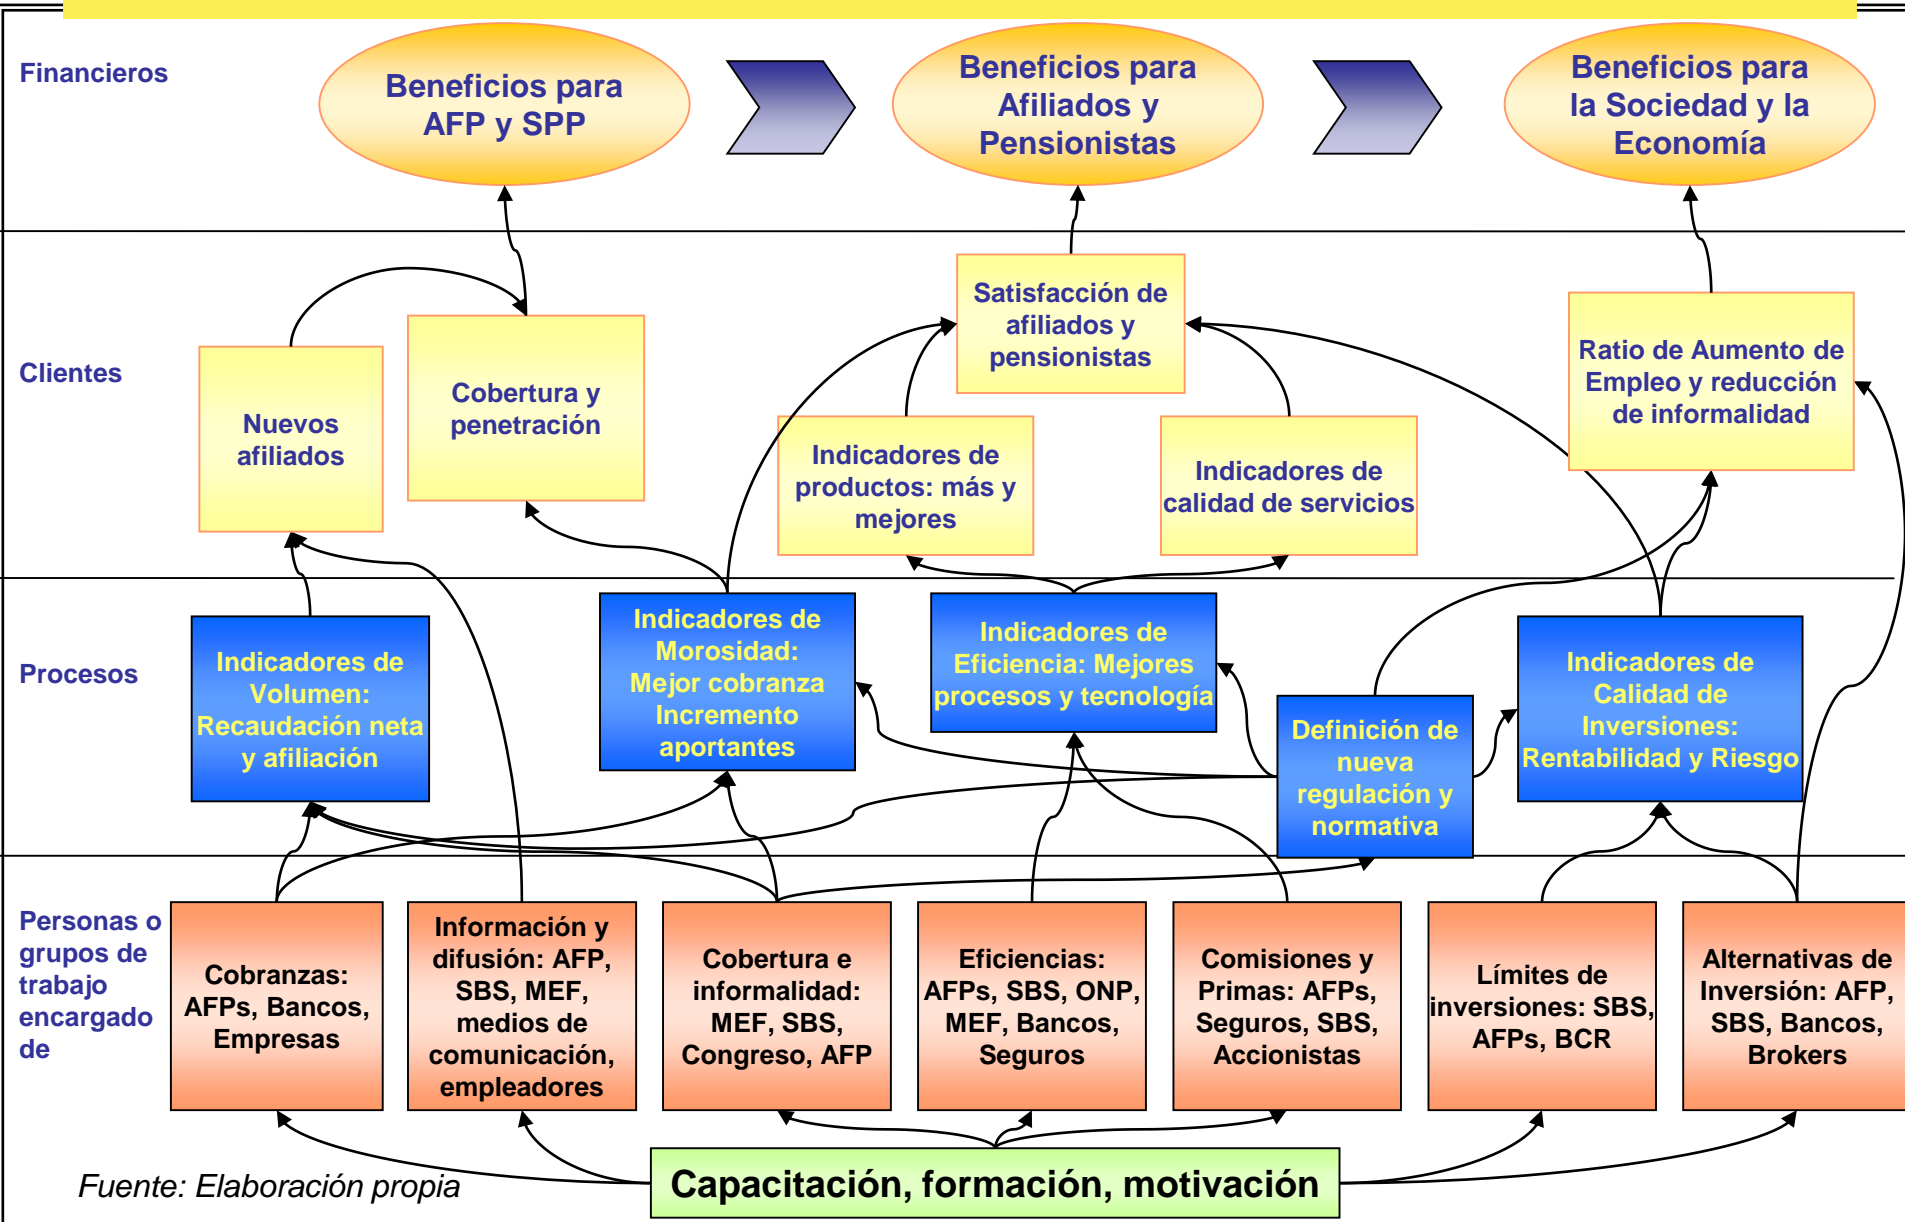 Financieros
Beneficios para
AFP y SPP
Beneficios para
Afiliados y
Pensionistas
Beneficios para
la Sociedad y la
Economía
Clientes
Nuevos
afiliados
Cobertura y
penetración
Satisfacción de
afiliados y
pensionistas
Indicadores de
productos: más y
mejores
Indicadores de
calidad de servicios
Ratio de Aumento de
Empleo y reducción
de informalidad
Procesos
Indicadores de
Volumen:
Recaudación neta
y afiliación
Indicadores de
Morosidad:
Mejor cobranza
Incremento
aportantes
Indicadores de
Eficiencia: Mejores
procesos y tecnología
Definición de
nueva
regulación y
normativa
Indicadores de
Calidad de
Inversiones:
Rentabilidad y Riesgo
Personas o
grupos de
trabajo
encargado
de
Cobranzas:
AFPs, Bancos,
Empresas
Información y
difusión: AFP,
SBS, MEF,
medios de
comunicación,
empleadores
Cobertura e
informalidad:
MEF, SBS,
Congreso, AFP
Eficiencias:
AFPs, SBS, ONP,
MEF, Bancos,
Seguros
Comisiones y
Primas: AFPs,
Seguros, SBS,
Accionistas
Límites de
inversiones: SBS,
AFPs, BCR
Alternativas de
Inversión: AFP,
SBS, Bancos,
Brokers
Capacitación, formación, motivación
Fuente: Elaboración propia